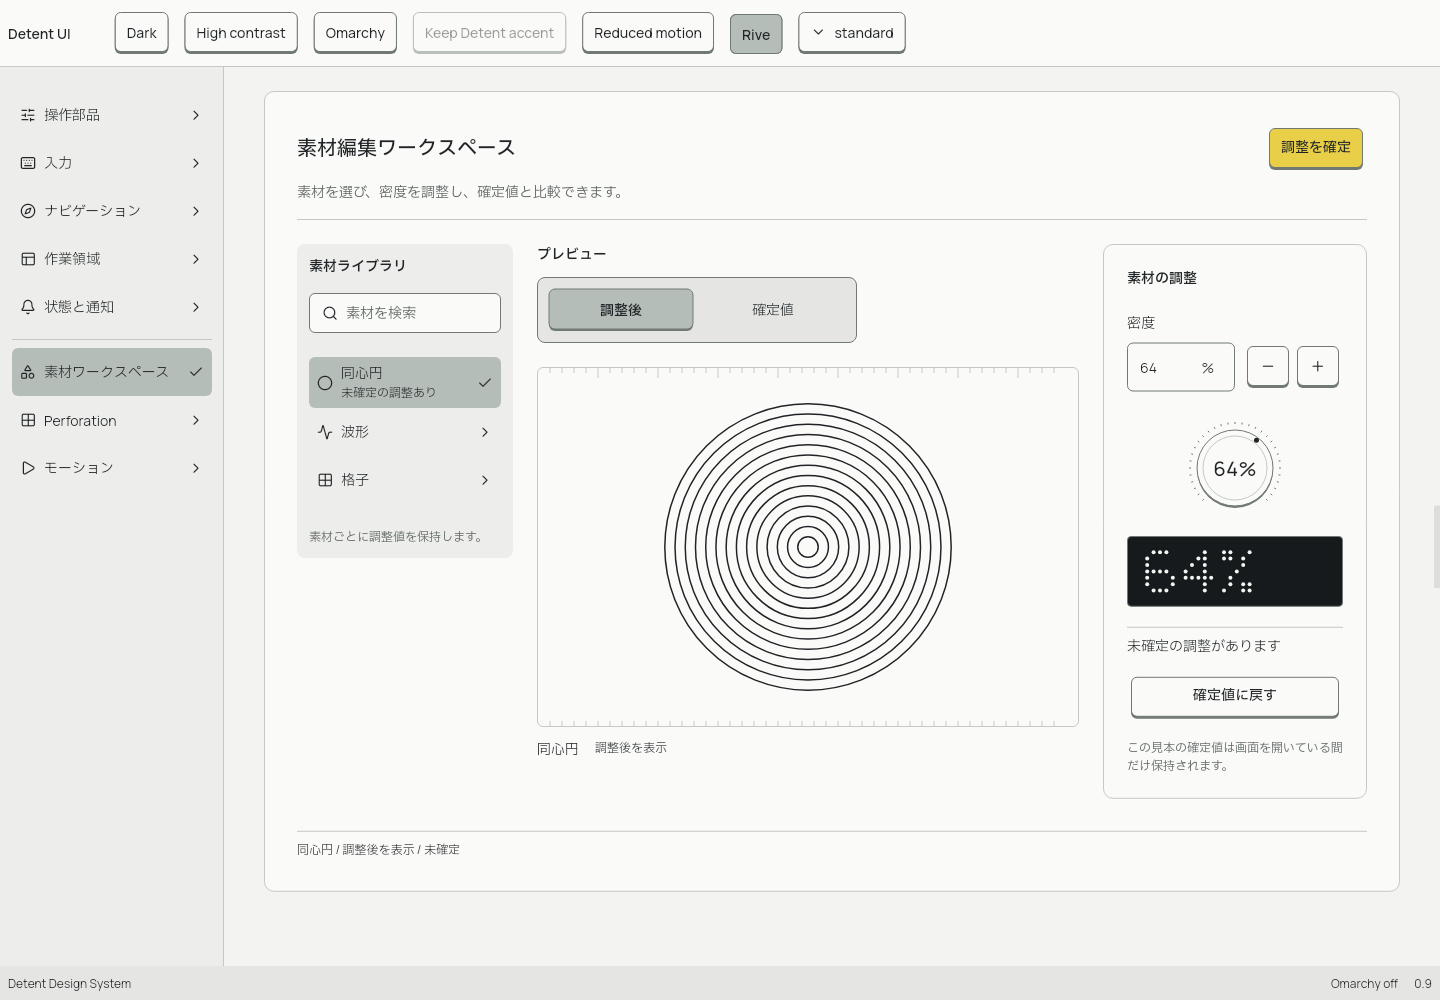 Detent UI
Dark
High contrast
Omarchy
Keep Detent accent
Reduced motion
Rive
standard
操作部品
入力
ナビゲーション
作業領域
状態と通知
素材ワークスペース
Perforation
モーション
素材編集ワークスペース
調整を確定
素材を選び、密度を調整し、確定値と比較できます。
素材ライブラリ
素材を検索
同心円
未確定の調整あり
波形
格子
素材ごとに調整値を保持します。
プレビュー
調整後
確定値
同心円 調整後を表示
素材の調整
密度
64 %
64%
64%
未確定の調整があります
確定値に戻す
この見本の確定値は画面を開いている間
だけ保持されます。
同心円 / 調整後を表示 / 未確定
Detent Design System
Omarchy off 0.9